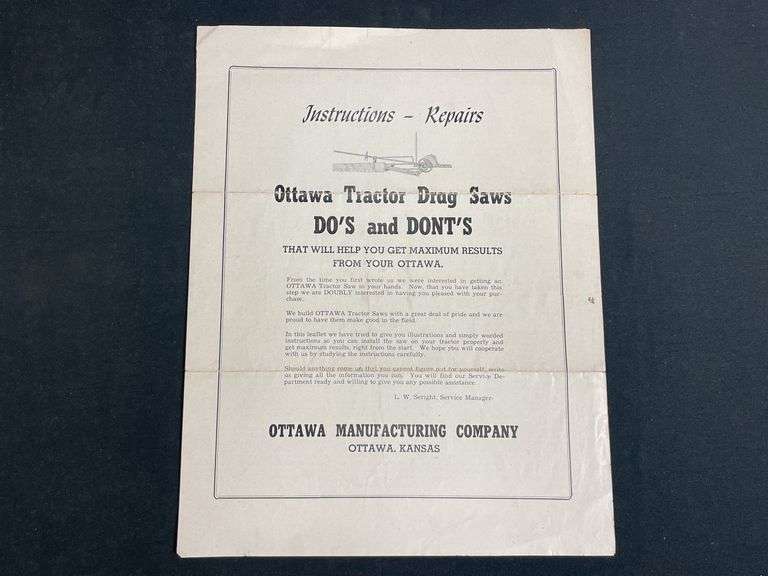 Instructions – Repairs
Ottawa Tractor Drag Saws
DO'S and DONT'S
THAT WILL HELP YOU GET MAXIMUM RESULTS
FROM YOUR OTTAWA.
From the time you first wrote us we were interested in getting an
OTTAWA Tractor Saw in your hands. Now, that you have taken this
step we are DOUBLY interested in having you pleased with your pur-
chase.
We build OTTAWA Tractor Saws with a great deal of pride and we are
proud to have them make good in the field.
In this leaflet we have tried to give you illustrations and simply worded
instructions so you can install the saw on your tractor properly and
get maximum results, right from the start. We hope you will cooperate
with us by studying the instructions carefully.
Should anything come up that you cannot figure out for yourself, write
us giving all the information you can. You will find our Service De-
partment ready and willing to give you any possible assistance.
L. W. Seright, Service Manager.
OTTAWA MANUFACTURING COMPANY
OTTAWA, KANSAS